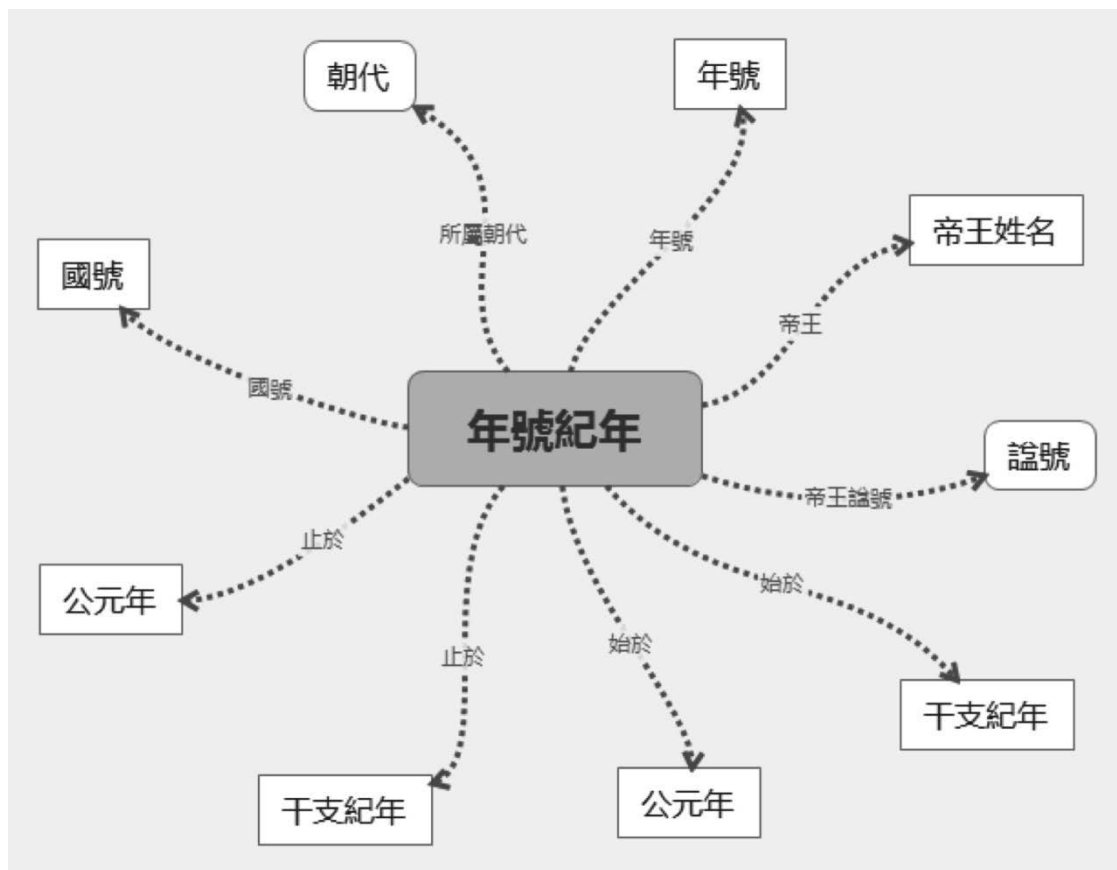 朝代
年號
帝王姓名
所屬朝代
年號
國號
帝王
國號
年號紀年
諡號
帝王諡號
止於
公元年
始於
止於
始於
干支紀年
干支紀年
公元年